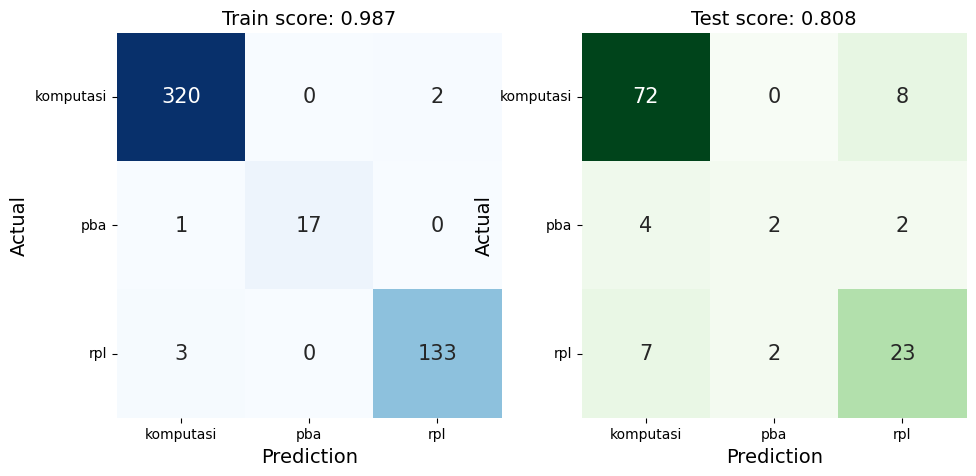 Train score: 0.987
Actual
komputasi 320 0 2
pba 1 17 0
rpl 3 0 133
komputasi pba rpl
Prediction
Test score: 0.808
Actual
komputasi 72 0 8
pba 4 2 2
rpl 7 2 23
komputasi pba rpl
Prediction